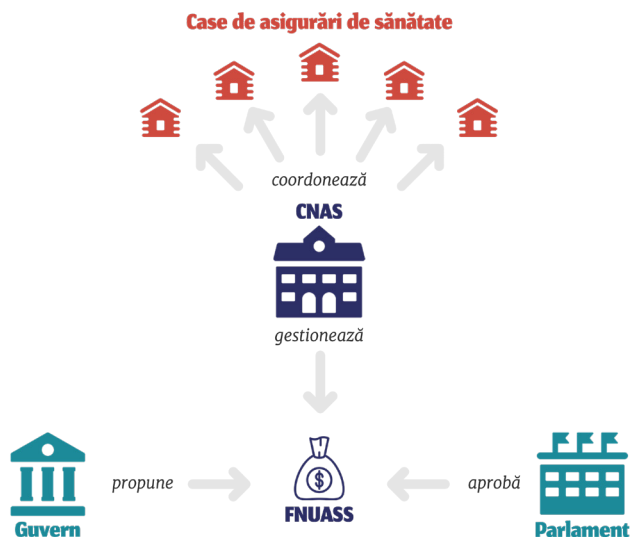 Case de asigurări de sănătate
coordonează
CNAS
gestionează
propune
aprobă
$
FNUASS
Guvern
Parlament